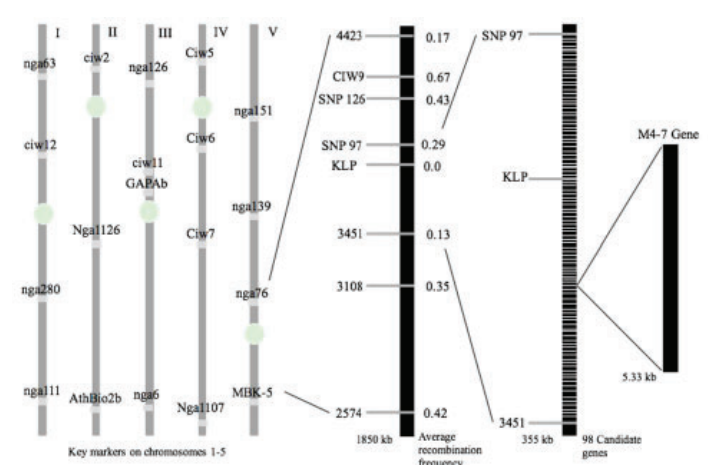 I II III IV V
nga63
ciw2
nga126
Ciw5
nga151
ciw12
ciw11
GAPAb
Ciw6
nga139
Nga1126
Ciw7
nga280
nga76
nga111
AthBio2b
nga6
Nga1107
MBK-5
Key markers on chromosomes 1-5
4423 0.17
CIW9 0.67
SNP 126 0.43
SNP 97 0.29
KLP 0.0
3451 0.13
3108 0.35
2574 0.42
1850 kb
Average
recombination
frequency
SNP 97
KLP
3451
355 kb
98 Candidate
genes
M4-7 Gene
5.33 kb